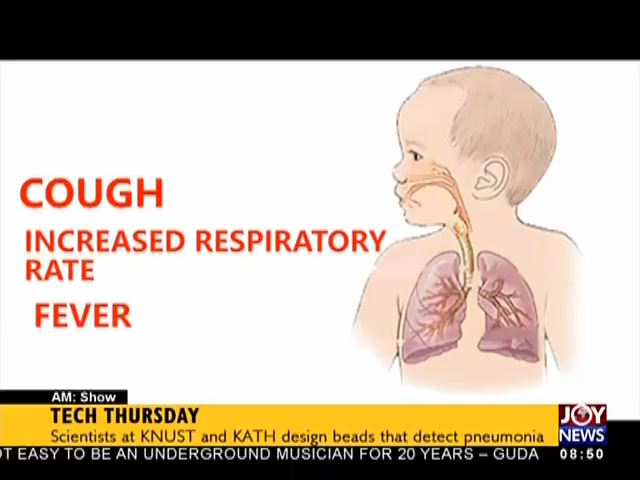 COUGH
INCREASED RESPIRATORY
RATE
FEVER
AM: Show
TECH THURSDAY
Scientists at KNUST and KATH design beads that detect pneumonia
JOY
NEWS
OT EASY TO BE AN UNDERGROUND MUSICIAN FOR 20 YEARS – GUDA
08:50